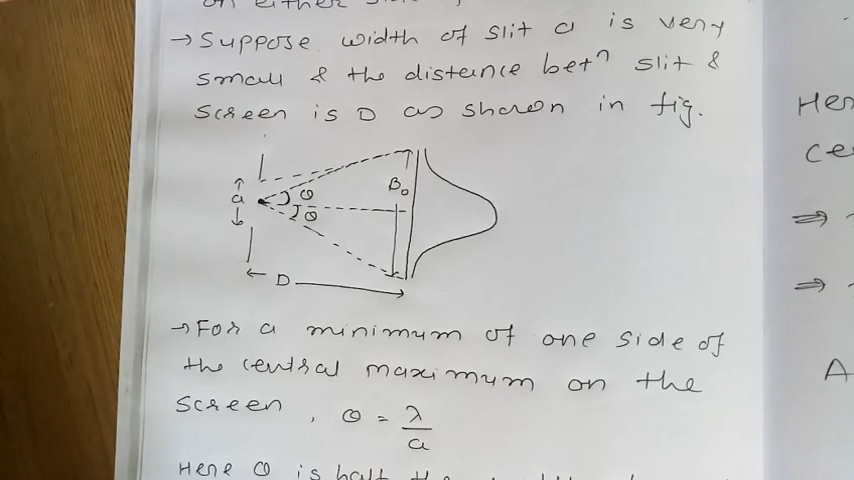 → Suppose width of slit a is very
small & the distance betn slit &
screen is D as shown in fig.
a
θ
θ
B₀
D
→ For a minimum of one side of
the central maximum on the
screen, θ = λ/a
Here θ is half the
Her
ce
⇒
⇒
A